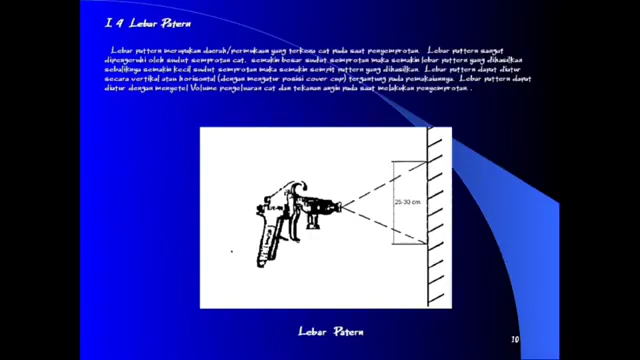 I. 4 Lebar Patern
Lebar pattern merupakan daerah/permukaan yang terkena cat pada saat penyemprotan. Lebar pattern sangat
dipengaruhi oleh sudut semprotan cat. semakin besar sudut semprotan maka semakin lebar pattern yang dihasilkan
sebaliknya semakin kecil sudut semprotan maka semakin sempit pattern yang dihasilkan. Lebar pattern dapat diatur
secara vertikal atau horisontal (dengan mengatur posisi cover cap) tergantung pada pemakaiannya. Lebar pattern dapat
diatur dengan menyetel Volume pengeluaran cat dan tekanan angin pada saat melakukan penyemprotan .
25-30 cm
Lebar Patern
10